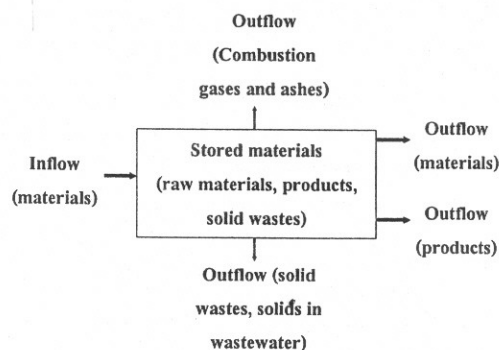 Outflow
(Combustion
gases and ashes)
Inflow
(materials)
Stored materials
(raw materials, products,
solid wastes)
Outflow
(materials)
Outflow
(products)
Outflow (solid
wastes, solids in
wastewater)